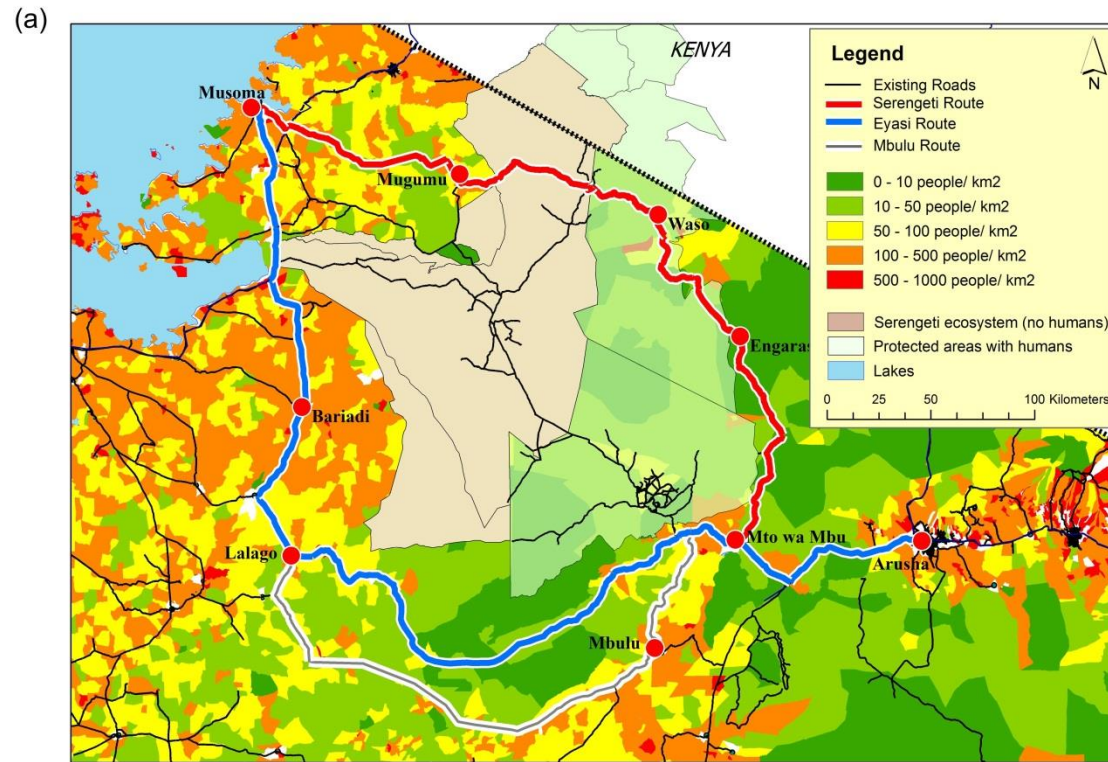 (a)
KENYA
Legend
N
Existing Roads
Serengeti Route
Eyasi Route
Mbulu Route
0 - 10 people/ km2
10 - 50 people/ km2
50 - 100 people/ km2
100 - 500 people/ km2
500 - 1000 people/ km2
Serengeti ecosystem (no humans)
Protected areas with humans
Lakes
0 25 50 100 Kilometers
Musoma
Mugumu
Waso
Engaras
Bariadi
Lalago
Mto wa Mbu
Arusha
Mbulu